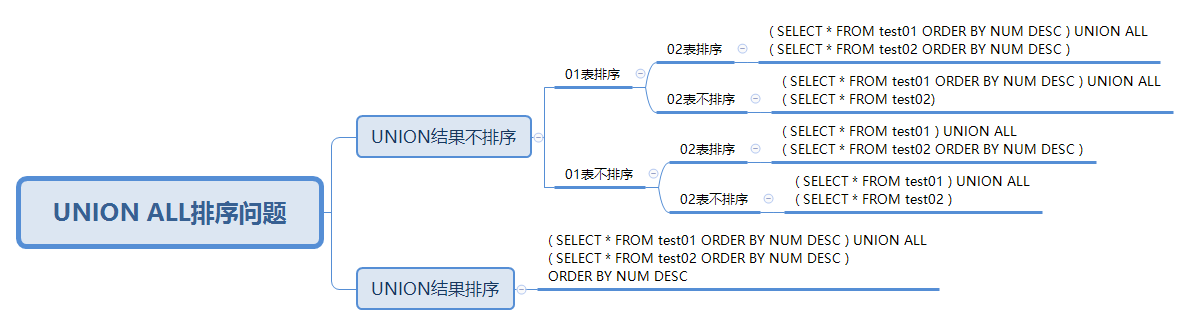 UNION ALL排序问题
UNION结果不排序
01表排序
02表排序
( SELECT * FROM test01 ORDER BY NUM DESC ) UNION ALL
( SELECT * FROM test02 ORDER BY NUM DESC )
02表不排序
( SELECT * FROM test01 ORDER BY NUM DESC ) UNION ALL
( SELECT * FROM test02)
01表不排序
02表排序
( SELECT * FROM test01 ) UNION ALL
( SELECT * FROM test02 ORDER BY NUM DESC )
02表不排序
( SELECT * FROM test01 ) UNION ALL
( SELECT * FROM test02 )
UNION结果排序
( SELECT * FROM test01 ORDER BY NUM DESC ) UNION ALL
( SELECT * FROM test02 ORDER BY NUM DESC )
ORDER BY NUM DESC